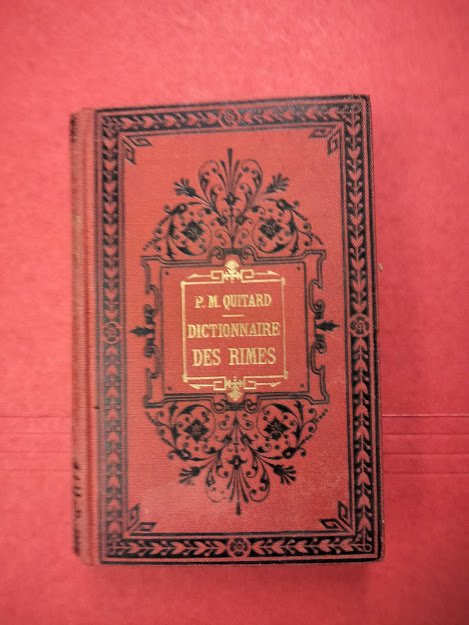 P. M. QUITARD
DICTIONNAIRE
DES RIMES